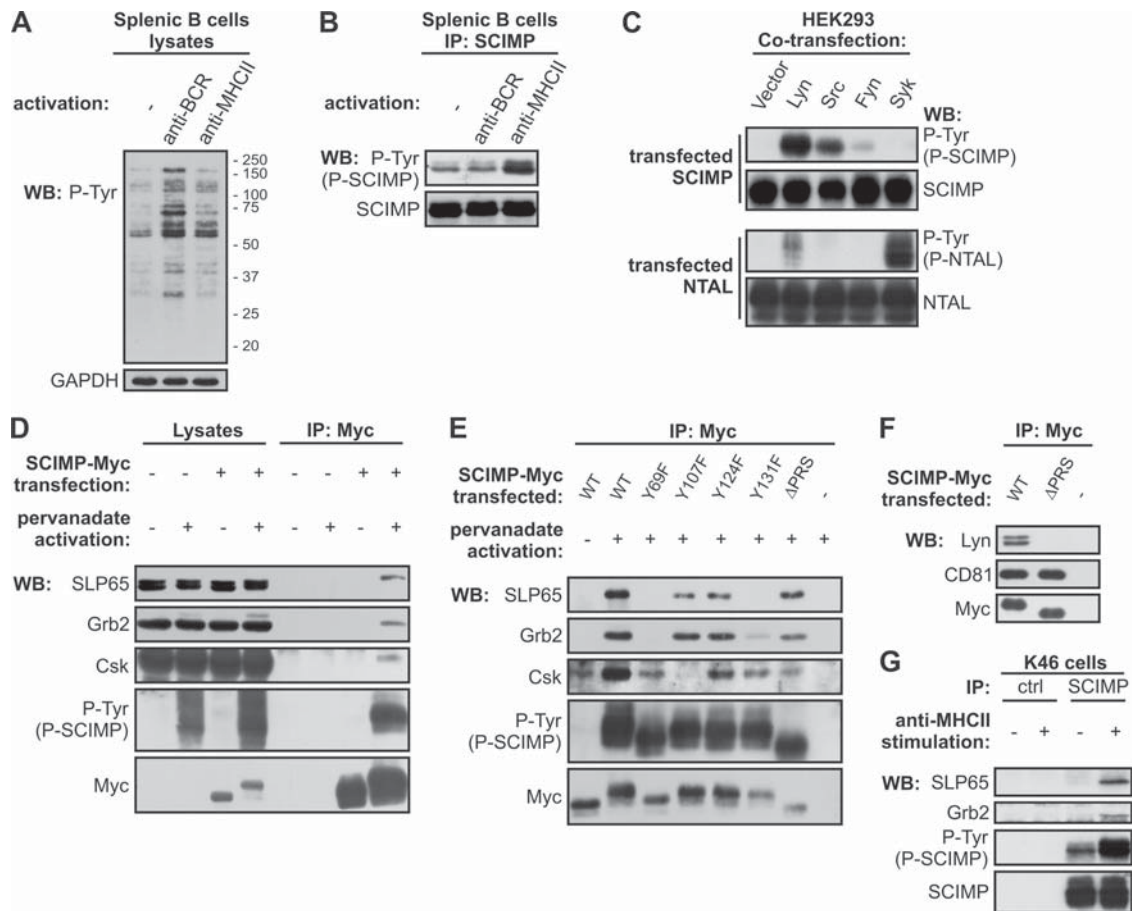 A
Splenic B cells
lysates
activation:
-
anti-BCR
anti-MHCII
WB: P-Tyr
- 250
- 150
- 100
- 75
- 50
- 37
- 25
- 20
GAPDH
B
Splenic B cells
IP: SCIMP
activation:
-
anti-BCR
anti-MHCII
WB: P-Tyr
(P-SCIMP)
SCIMP
C
HEK293
Co-transfection:
Vector
Lyn
Src
Fyn
Syk
WB:
transfected
SCIMP
P-Tyr
(P-SCIMP)
SCIMP
transfected
NTAL
P-Tyr
(P-NTAL)
NTAL
D
Lysates IP: Myc
SCIMP-Myc
transfection: - - + + - - + +
pervanadate
activation: - + - + - + - +
WB: SLP65
Grb2
Csk
P-Tyr
(P-SCIMP)
Myc
E
IP: Myc
SCIMP-Myc
transfected:
WT
WT
Y69F
Y107F
Y124F
Y131F
ΔPRS
-
pervanadate
activation: - + + + + + + +
WB: SLP65
Grb2
Csk
P-Tyr
(P-SCIMP)
Myc
F
IP: Myc
SCIMP-Myc
transfected:
WT
ΔPRS
-
WB: Lyn
CD81
Myc
G
K46 cells
IP: ctrl SCIMP
anti-MHCII
stimulation: - + - +
WB: SLP65
Grb2
P-Tyr
(P-SCIMP)
SCIMP